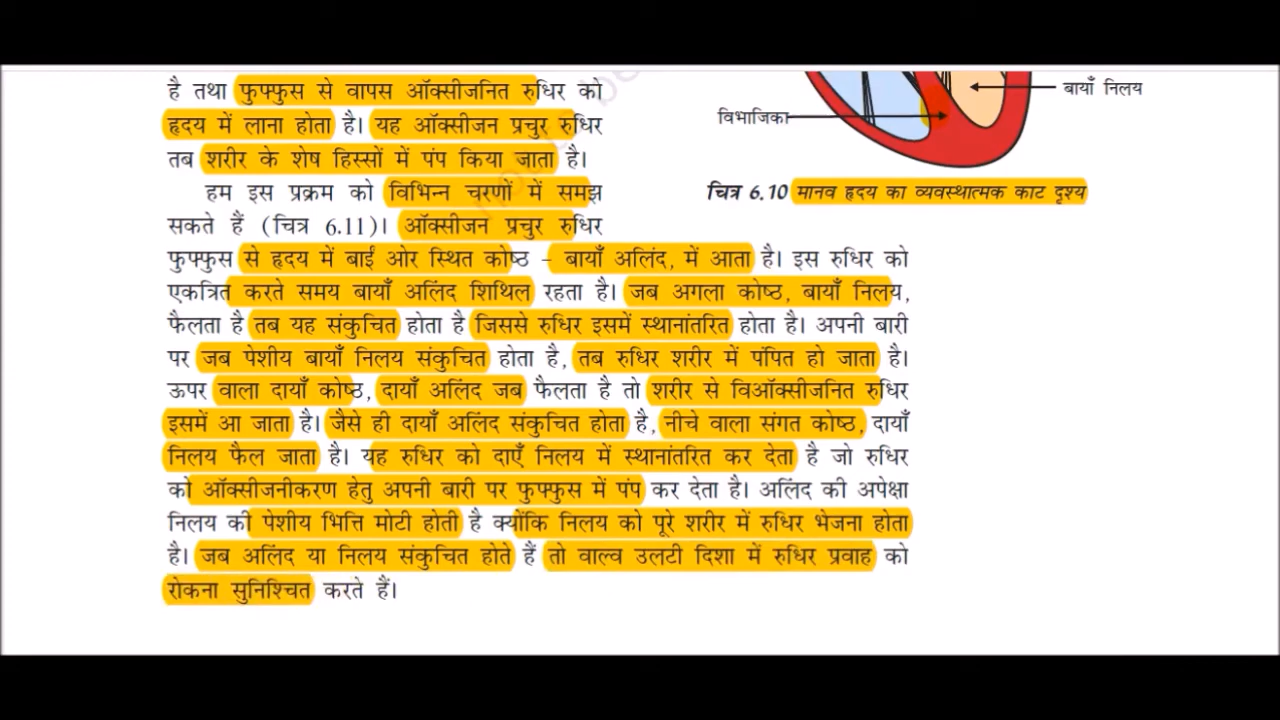 है तथा फुफ्फुस से वापस ऑक्सीजनित रुधिर को
हृदय में लाना होता है। यह ऑक्सीजन प्रचुर रुधिर
तब शरीर के शेष हिस्सों में पंप किया जाता है।
हम इस प्रक्रम को विभिन्न चरणों में समझ
सकते हैं (चित्र 6.11)। ऑक्सीजन प्रचुर रुधिर
फुफ्फुस से हृदय में बाईं ओर स्थित कोष्ठ – बायाँ अलिंद, में आता है। इस रुधिर को
एकत्रित करते समय बायाँ अलिंद शिथिल रहता है। जब अगला कोष्ठ, बायाँ निलय,
फैलता है तब यह संकुचित होता है जिससे रुधिर इसमें स्थानांतरित होता है। अपनी बारी
पर जब पेशीय बायाँ निलय संकुचित होता है, तब रुधिर शरीर में पंपित हो जाता है।
ऊपर वाला दायाँ कोष्ठ, दायाँ अलिंद जब फैलता है तो शरीर से विऑक्सीजनित रुधिर
इसमें आ जाता है। जैसे ही दायाँ अलिंद संकुचित होता है, नीचे वाला संगत कोष्ठ, दायाँ
निलय फैल जाता है। यह रुधिर को दाएँ निलय में स्थानांतरित कर देता है जो रुधिर
को ऑक्सीजनीकरण हेतु अपनी बारी पर फुफ्फुस में पंप कर देता है। अलिंद की अपेक्षा
निलय की पेशीय भित्ति मोटी होती है क्योंकि निलय को पूरे शरीर में रुधिर भेजना होता
है। जब अलिंद या निलय संकुचित होते हैं तो वाल्व उलटी दिशा में रुधिर प्रवाह को
रोकना सुनिश्चित करते हैं।
बायाँ निलय
विभाजिका
चित्र 6.10 मानव हृदय का व्यवस्थात्मक काट दृश्य